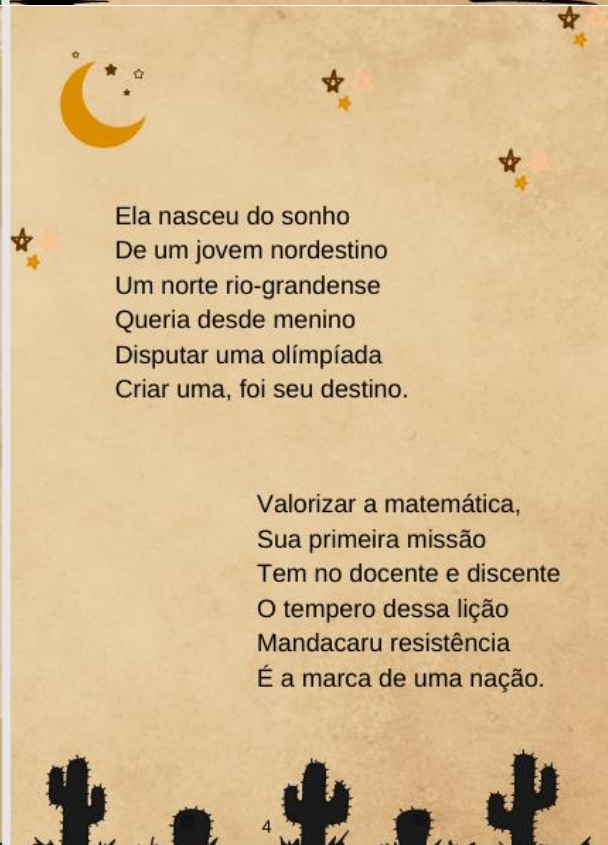 Ela nasceu do sonho
De um jovem nordestino
Um norte rio-grandense
Queria desde menino
Disputar uma olímpíada
Criar uma, foi seu destino.
Valorizar a matemática,
Sua primeira missão
Tem no docente e discente
O tempero dessa lição
Mandacaru resistência
É a marca de uma nação.
4